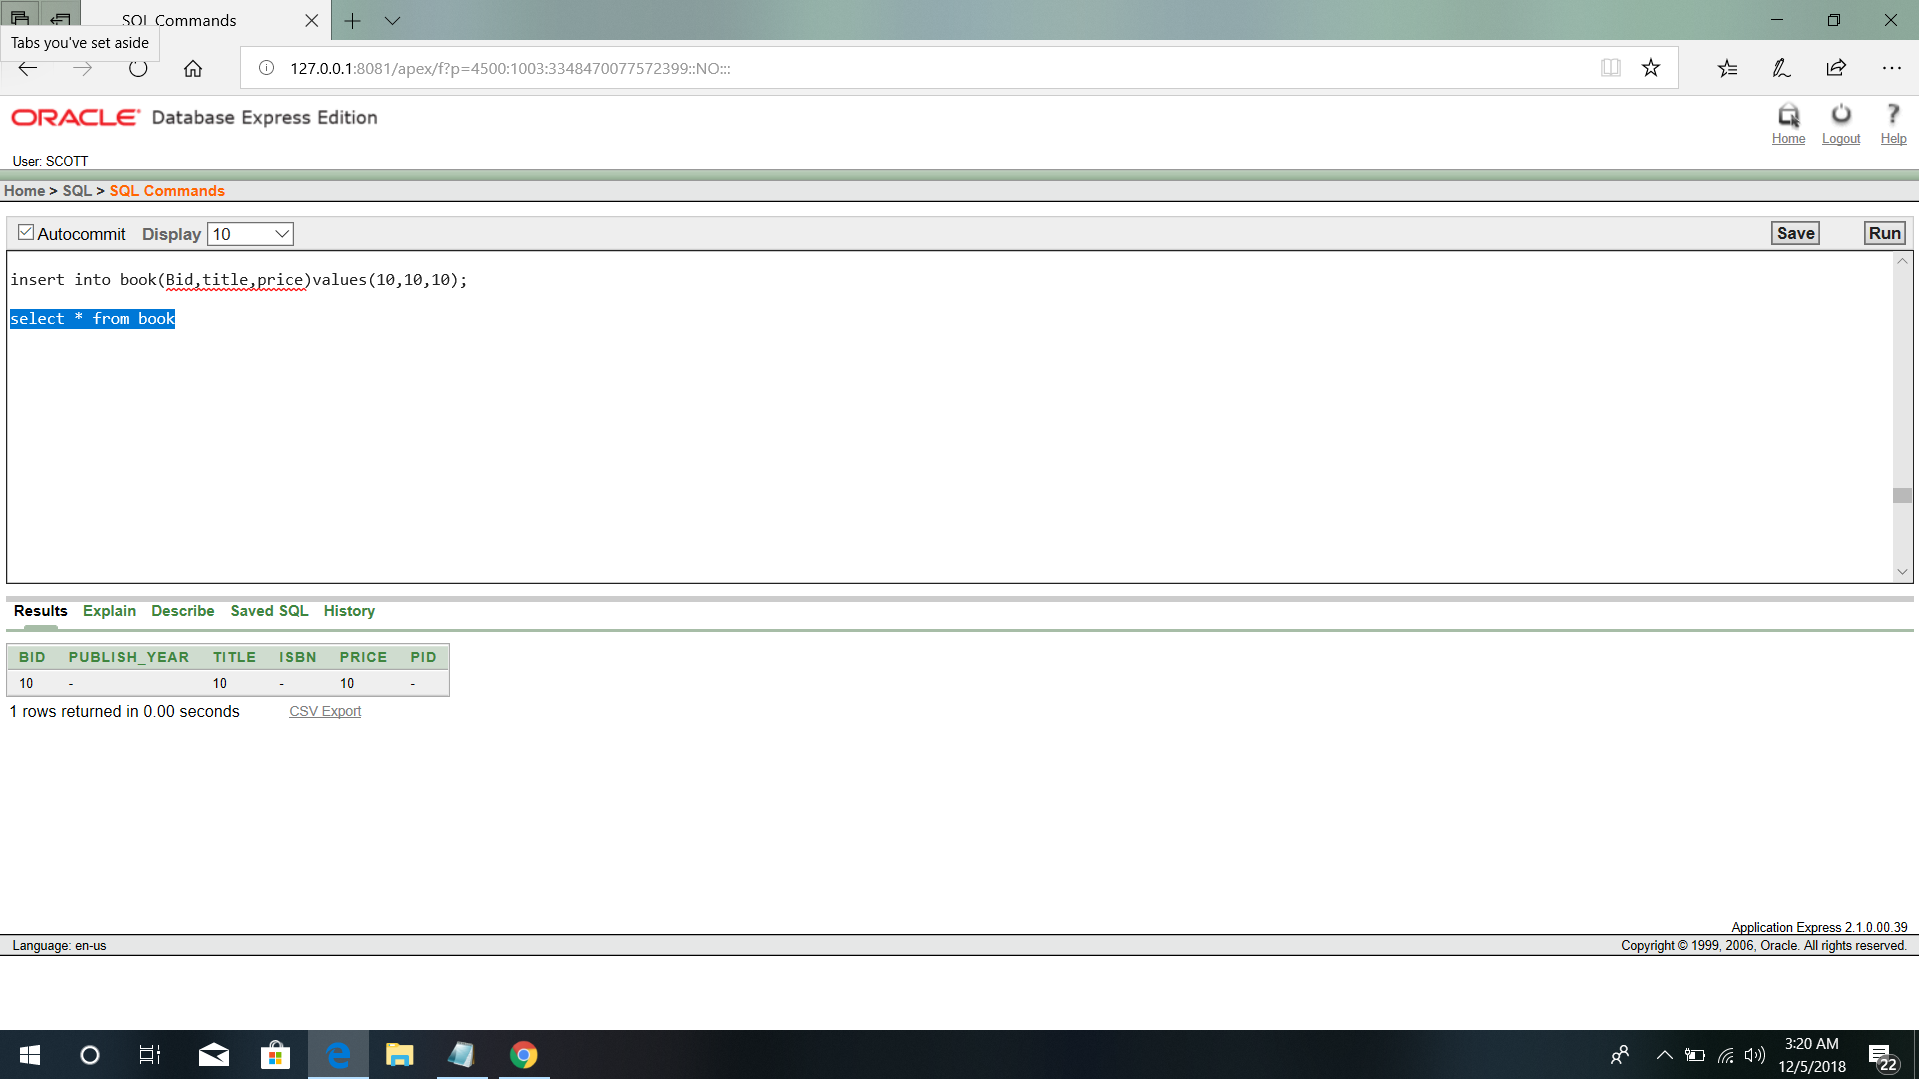 SQL Commands
Tabs you've set aside
127.0.0.1:8081/apex/f?p=4500:1003:3348470077572399::NO:::
ORACLE Database Express Edition
Home Logout Help
User: SCOTT
Home > SQL > SQL Commands
Autocommit Display 10 Save Run
insert into book(Bid,title,price)values(10,10,10);
select * from book
Results Explain Describe Saved SQL History
BID PUBLISH_YEAR TITLE ISBN PRICE PID
10 - 10 - 10 -
1 rows returned in 0.00 seconds CSV Export
Application Express 2.1.0.00.39
Language: en-us Copyright © 1999, 2006, Oracle. All rights reserved.
3:20 AM
12/5/2018
22